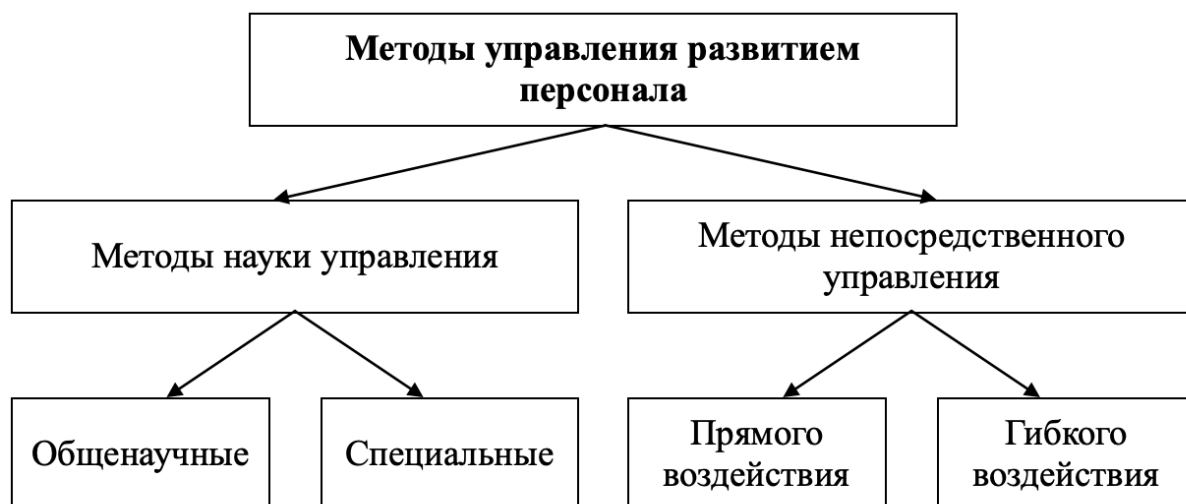 Методы управления развитием
персонала
Методы науки управления
Методы непосредственного
управления
Общенаучные
Специальные
Прямого
воздействия
Гибкого
воздействия